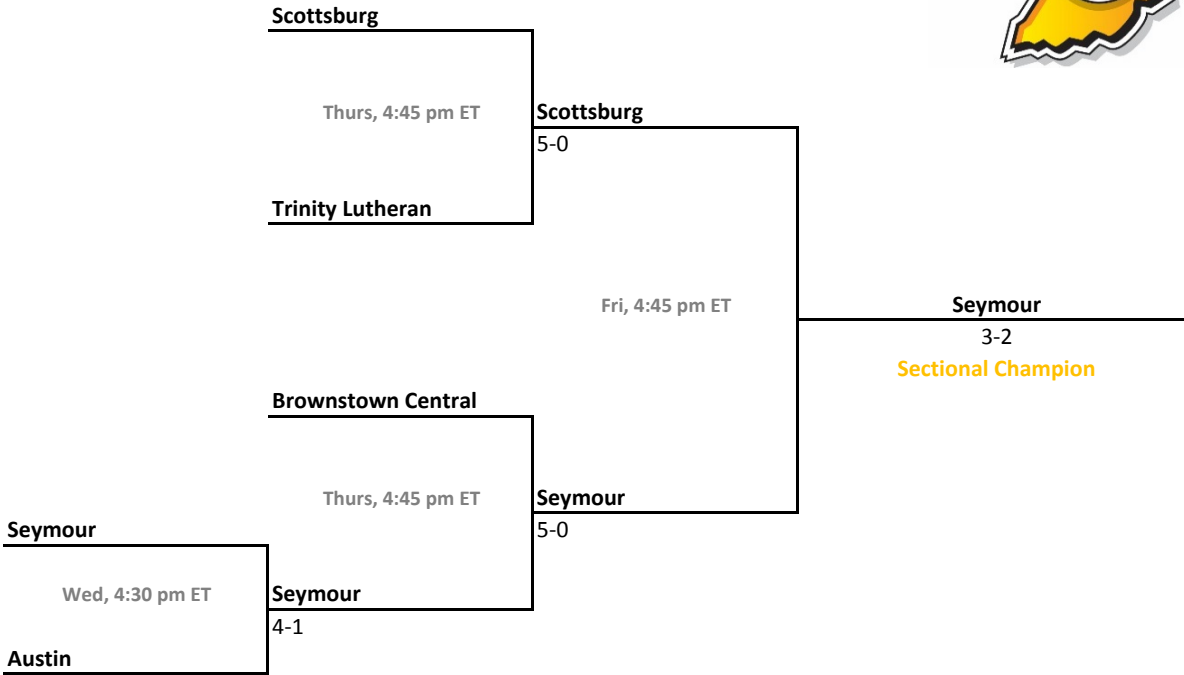 Scottsburg
Thurs, 4:45 pm ET
Scottsburg
5-0
Trinity Lutheran
Fri, 4:45 pm ET
Seymour
3-2
Sectional Champion
Brownstown Central
Thurs, 4:45 pm ET
Seymour
5-0
Seymour
Wed, 4:30 pm ET
Seymour
4-1
Austin